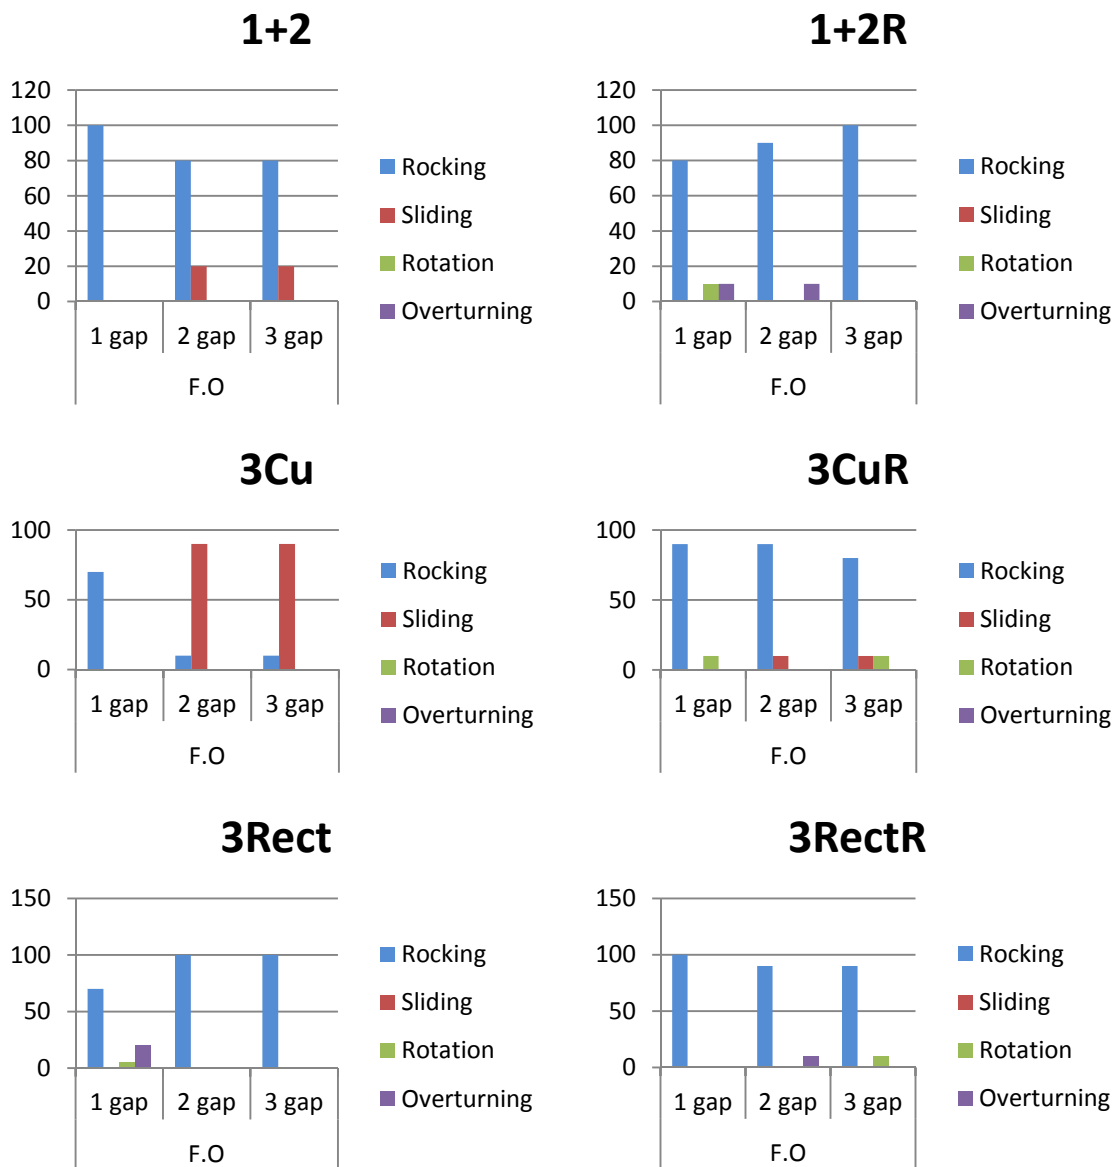 1+2
120
100
80
60
40
20
0
1 gap 2 gap 3 gap
F.O
Rocking
Sliding
Rotation
Overturning
1+2R
120
100
80
60
40
20
0
1 gap 2 gap 3 gap
F.O
Rocking
Sliding
Rotation
Overturning
3Cu
100
50
0
1 gap 2 gap 3 gap
F.O
Rocking
Sliding
Rotation
Overturning
3CuR
100
50
0
1 gap 2 gap 3 gap
F.O
Rocking
Sliding
Rotation
Overturning
3Rect
150
100
50
0
1 gap 2 gap 3 gap
F.O
Rocking
Sliding
Rotation
Overturning
3RectR
150
100
50
0
1 gap 2 gap 3 gap
F.O
Rocking
Sliding
Rotation
Overturning